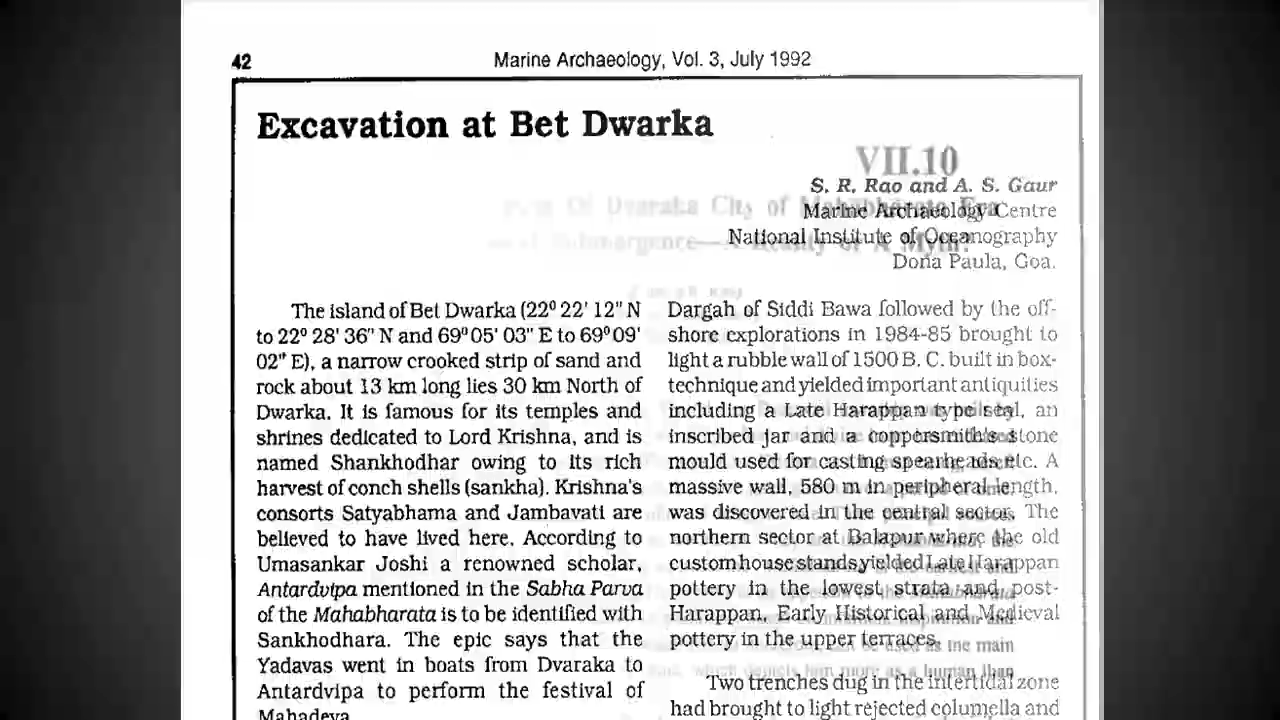 42
Marine Archaeology, Vol. 3, July 1992
Excavation at Bet Dwarka
VII.10
S. R. Rao and A. S. Gaur
Marine Archaeology Centre
National Institute of Oceanography
Dona Paula, Goa.
The island of Bet Dwarka (22° 22' 12" N
to 22° 28' 36" N and 69° 05' 03" E to 69° 09'
02" E), a narrow crooked strip of sand and
rock about 13 km long lies 30 km North of
Dwarka. It is famous for its temples and
shrines dedicated to Lord Krishna, and is
named Shankhodhar owing to its rich
harvest of conch shells (sankha). Krishna's
consorts Satyabhama and Jambavati are
believed to have lived here. According to
Umasankar Joshi a renowned scholar,
Antardvipa mentioned in the Sabha Parva
of the Mahabharata is to be identified with
Sankhodhara. The epic says that the
Yadavas went in boats from Dvaraka to
Antardvipa to perform the festival of
Mahadeva
Dargah of Siddi Bawa followed by the off-
shore explorations in 1984-85 brought to
light a rubble wall of 1500 B. C. built in box-
technique and yielded important antiquities
including a Late Harappan type seal, an
inscribed jar and a coppersmith's stone
mould used for casting spearheads etc. A
massive wall, 580 m in peripheral length,
was discovered in the central sector. The
northern sector at Balapur where the old
custom house stands, yielded Late Harappan
pottery in the lowest strata and post-
Harappan, Early Historical and Medieval
pottery in the upper terraces.
Two trenches dug in the intertidal zone
had brought to light rejected columella and